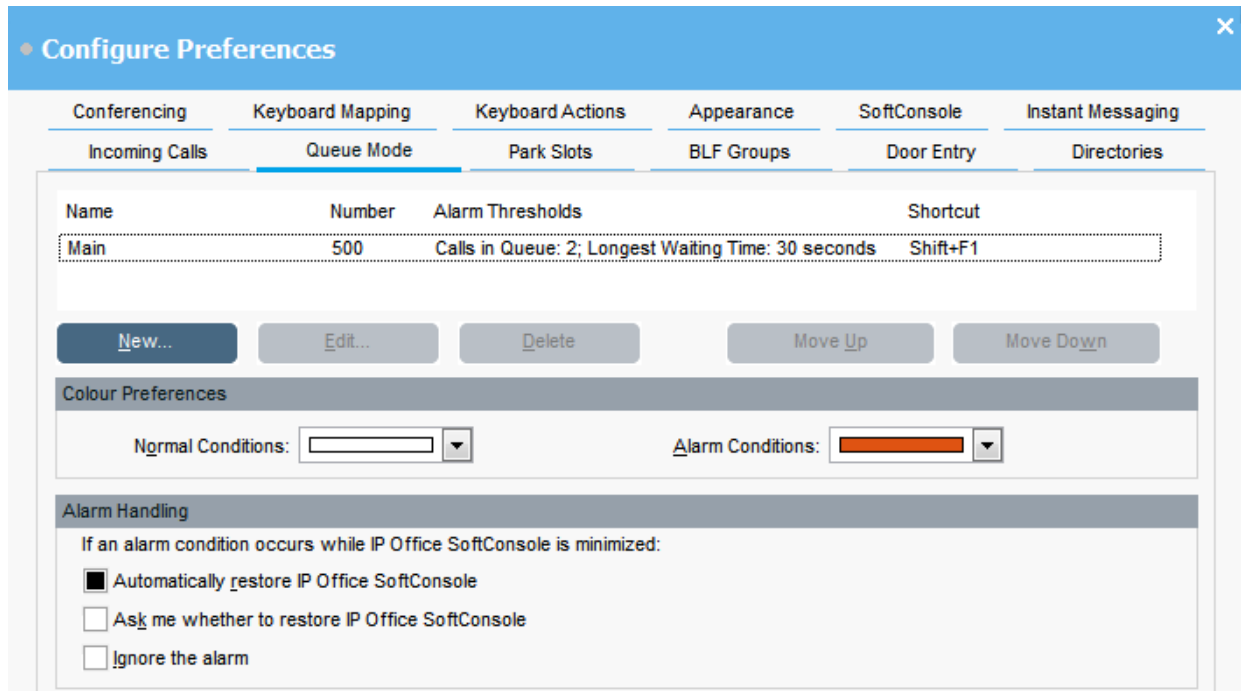 Configure Preferences
Conferencing Keyboard Mapping Keyboard Actions Appearance SoftConsole Instant Messaging
Incoming Calls Queue Mode Park Slots BLF Groups Door Entry Directories
Name Number Alarm Thresholds Shortcut
Main 500 Calls in Queue: 2; Longest Waiting Time: 30 seconds Shift+F1
New... Edit... Delete Move Up Move Down
Colour Preferences
Normal Conditions: Alarm Conditions:
Alarm Handling
If an alarm condition occurs while IP Office SoftConsole is minimized:
Automatically restore IP Office SoftConsole
Ask me whether to restore IP Office SoftConsole
Ignore the alarm